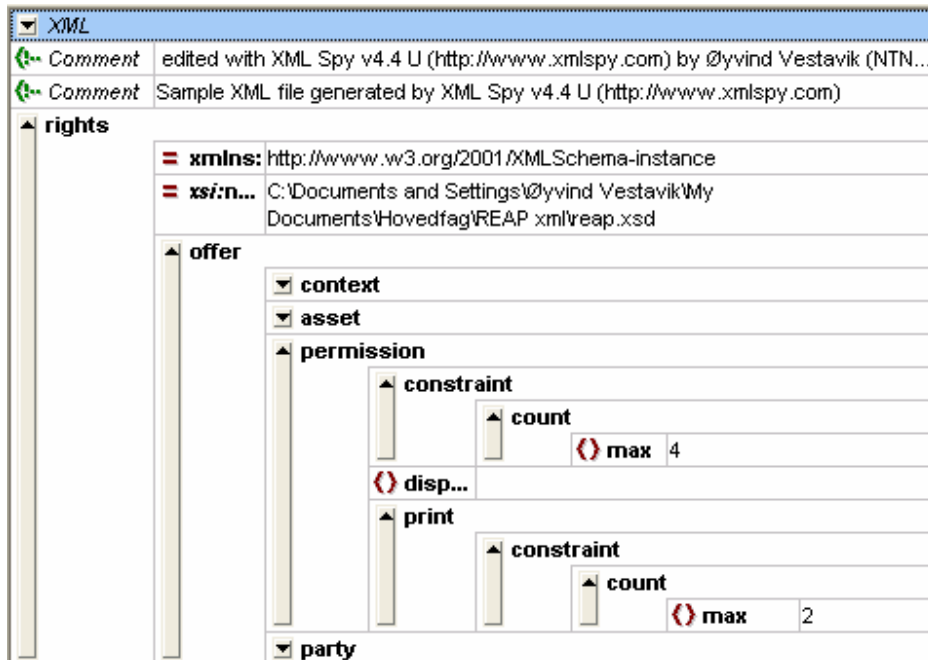 XML
Comment edited with XML Spy v4.4 U (http://www.xmlspy.com) by Øyvind Vestavik (NTN...
Comment Sample XML file generated by XML Spy v4.4 U (http://www.xmlspy.com)
rights
= xmlns: http://www.w3.org/2001/XMLSchema-instance
= xsi:n... C:\Documents and Settings\Øyvind Vestavik\My
Documents\Hovedfag\REAP xml\reap.xsd
offer
context
asset
permission
constraint
count
() max 4
() disp...
print
constraint
count
() max 2
party